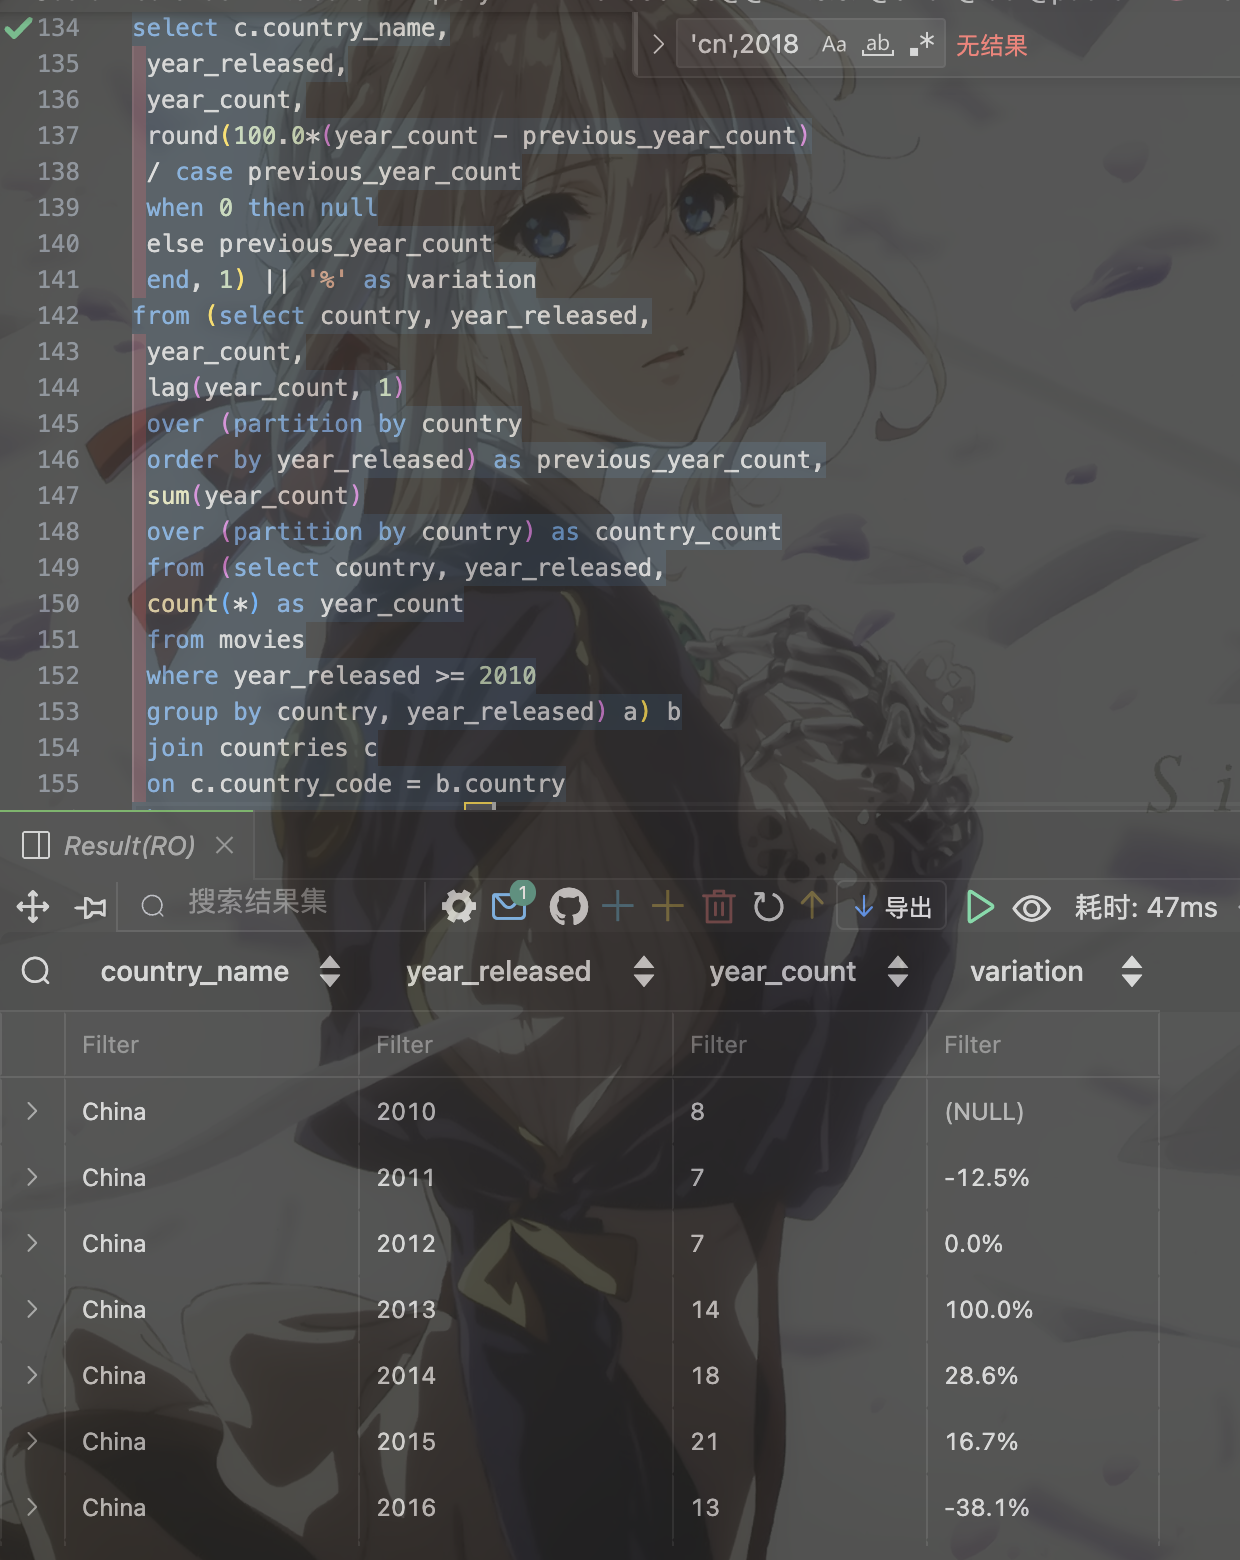 'cn',2018 Aa ab .* 无结果
134 select c.country_name,
135 year_released,
136 year_count,
137 round(100.0*(year_count - previous_year_count)
138 / case previous_year_count
139 when 0 then null
140 else previous_year_count
141 end, 1) || '%' as variation
142 from (select country, year_released,
143 year_count,
144 lag(year_count, 1)
145 over (partition by country
146 order by year_released) as previous_year_count,
147 sum(year_count)
148 over (partition by country) as country_count
149 from (select country, year_released,
150 count(*) as year_count
151 from movies
152 where year_released >= 2010
153 group by country, year_released) a) b
154 join countries c
155 on c.country_code = b.country
S i
Result(RO)
搜索结果集 1 导出 耗时: 47ms
country_name year_released year_count variation
Filter Filter Filter Filter
China 2010 8 (NULL)
China 2011 7 -12.5%
China 2012 7 0.0%
China 2013 14 100.0%
China 2014 18 28.6%
China 2015 21 16.7%
China 2016 13 -38.1%